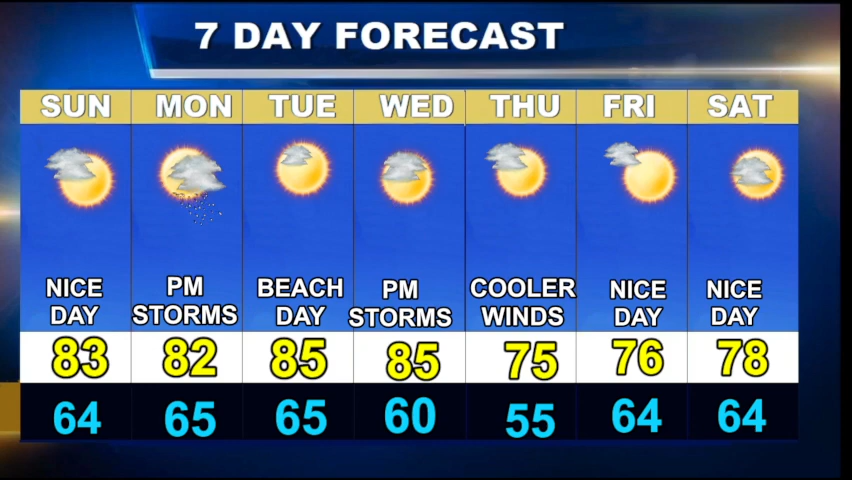 7 DAY FORECAST
SUN MON TUE WED THU FRI SAT
NICE DAY
PM STORMS
BEACH DAY
PM STORMS
COOLER WINDS
NICE DAY
NICE DAY
83 82 85 85 75 76 78
64 65 65 60 55 64 64